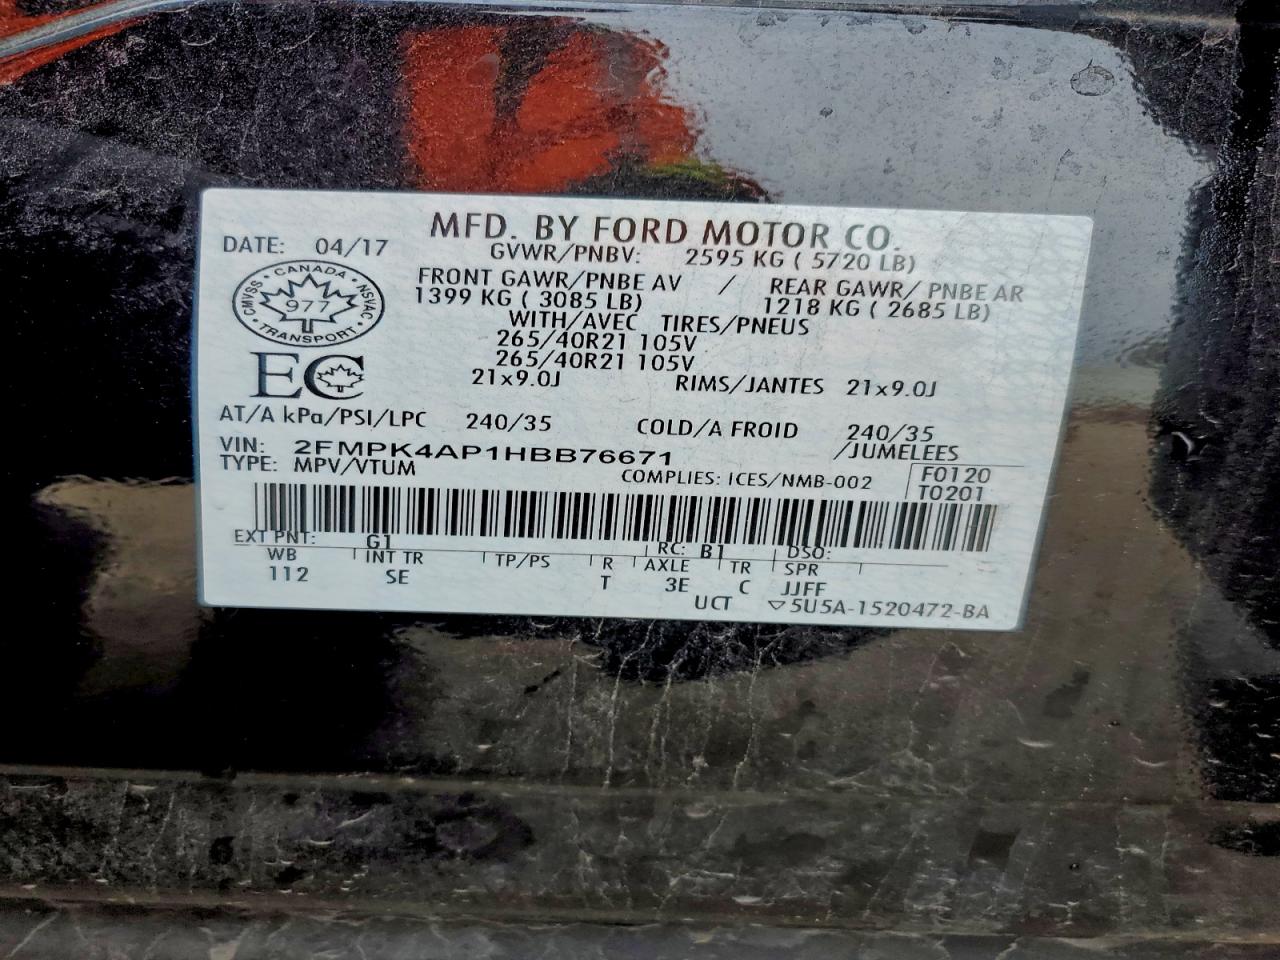 MFD. BY FORD MOTOR CO.
DATE: 04/17 GVWR/PNBV: 2595 KG ( 5720 LB)
FRONT GAWR/PNBE AV / REAR GAWR/ PNBE AR
1399 KG ( 3085 LB) 1218 KG ( 2685 LB)
WITH/AVEC TIRES/PNEUS
265/40R21 105V
265/40R21 105V
21x9.0J RIMS/JANTES 21x9.0J
CMVSS · CANADA · NSVAC
977
· TRANSPORT ·
EC
AT/A kPa/PSI/LPC 240/35 COLD/A FROID 240/35
VIN: 2FMPK4AP1HBB76671 /JUMELEES
TYPE: MPV/VTUM COMPLIES: ICES/NMB-002 F0120
T0201
EXT PNT: G1 RC: B1 DSO:
WB INT TR TP/PS R AXLE TR SPR
112 SE T 3E C JJFF
UCT ▽5U5A-1520472-BA